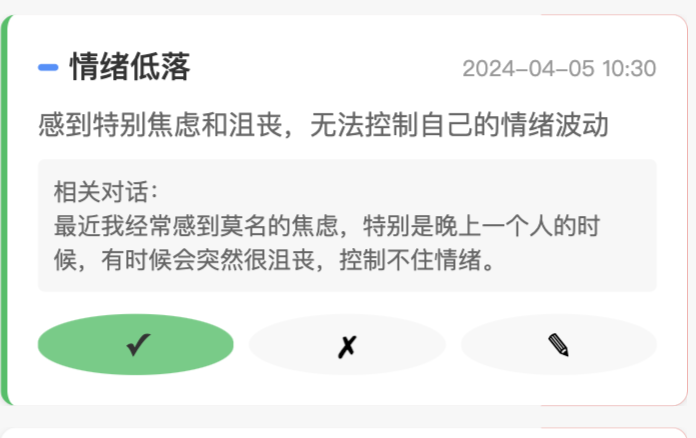 情绪低落
2024-04-05 10:30
感到特别焦虑和沮丧，无法控制自己的情绪波动
相关对话：
最近我经常感到莫名的焦虑，特别是晚上一个人的时
候，有时候会突然很沮丧，控制不住情绪。
✓ ✗ ✎